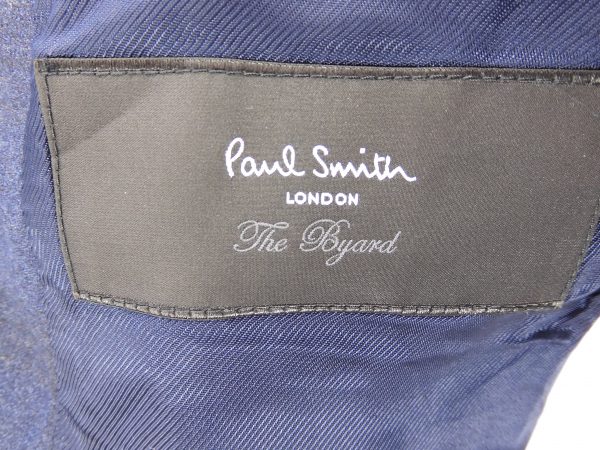 Paul Smith
LONDON
The Byard